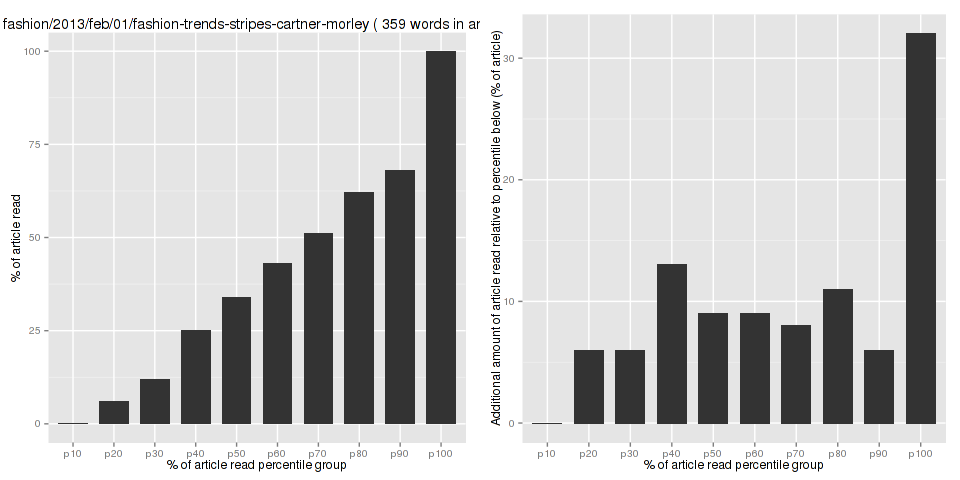 fashion/2013/feb/01/fashion-trends-stripes-cartner-morley ( 359 words in ar
100
75
50
25
0
% of article read
p10 p20 p30 p40 p50 p60 p70 p80 p90 p100
% of article read percentile group
30
20
10
0
Additional amount of article read relative to percentile below (% of article)
p10 p20 p30 p40 p50 p60 p70 p80 p90 p100
% of article read percentile group